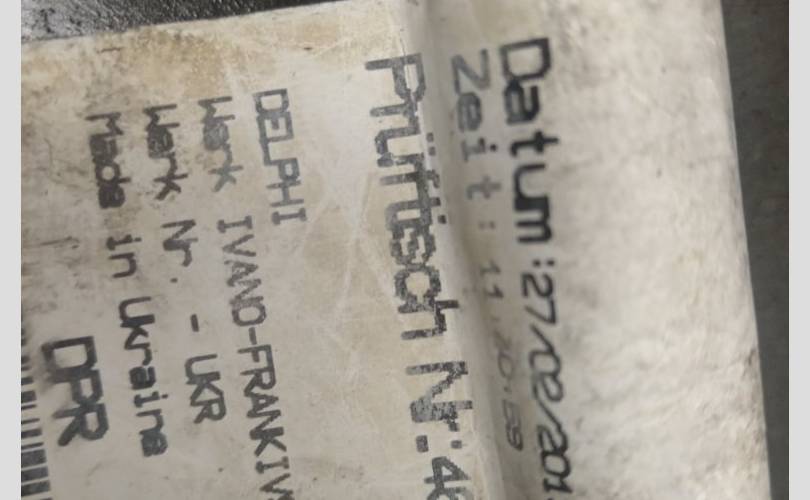 Datum:27/02/201
Zeit:11:20:59
Prüftisch Nr:4
DELPHI
Werk IVANO-FRANKIV
Werk Nr. - UKR
Made in Ukraine
DPR